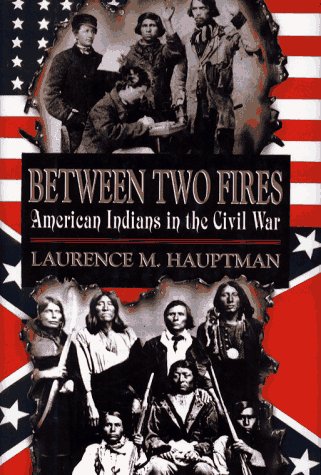 BETWEEN TWO FIRES
American Indians in the Civil War
LAURENCE M. HAUPTMAN